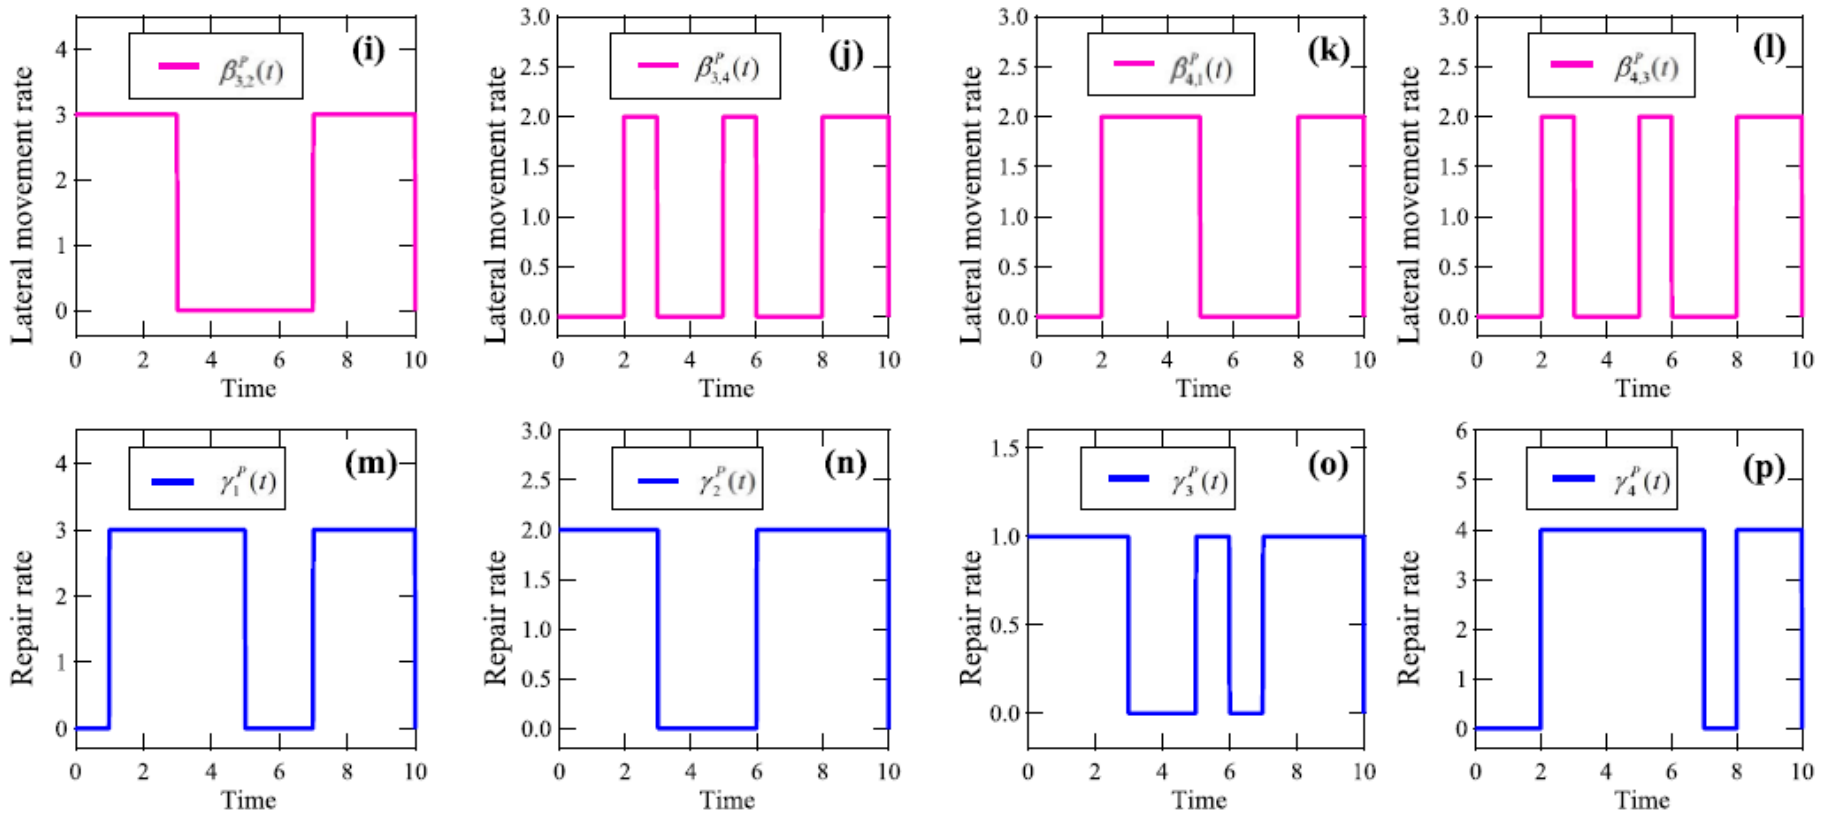 (i)
β^P_{3,2}(t)
Lateral movement rate
4
3
2
1
0
0 2 4 6 8 10
Time
(j)
β^P_{3,4}(t)
Lateral movement rate
3.0
2.5
2.0
1.5
1.0
0.5
0.0
0 2 4 6 8 10
Time
(k)
β^P_{4,1}(t)
Lateral movement rate
3.0
2.5
2.0
1.5
1.0
0.5
0.0
0 2 4 6 8 10
Time
(l)
β^P_{4,3}(t)
Lateral movement rate
3.0
2.5
2.0
1.5
1.0
0.5
0.0
0 2 4 6 8 10
Time
(m)
γ^P_1(t)
Repair rate
4
3
2
1
0
0 2 4 6 8 10
Time
(n)
γ^P_2(t)
Repair rate
3.0
2.5
2.0
1.5
1.0
0.5
0.0
0 2 4 6 8 10
Time
(o)
γ^P_3(t)
Repair rate
1.5
1.0
0.5
0.0
0 2 4 6 8 10
Time
(p)
γ^P_4(t)
Repair rate
6
5
4
3
2
1
0
0 2 4 6 8 10
Time